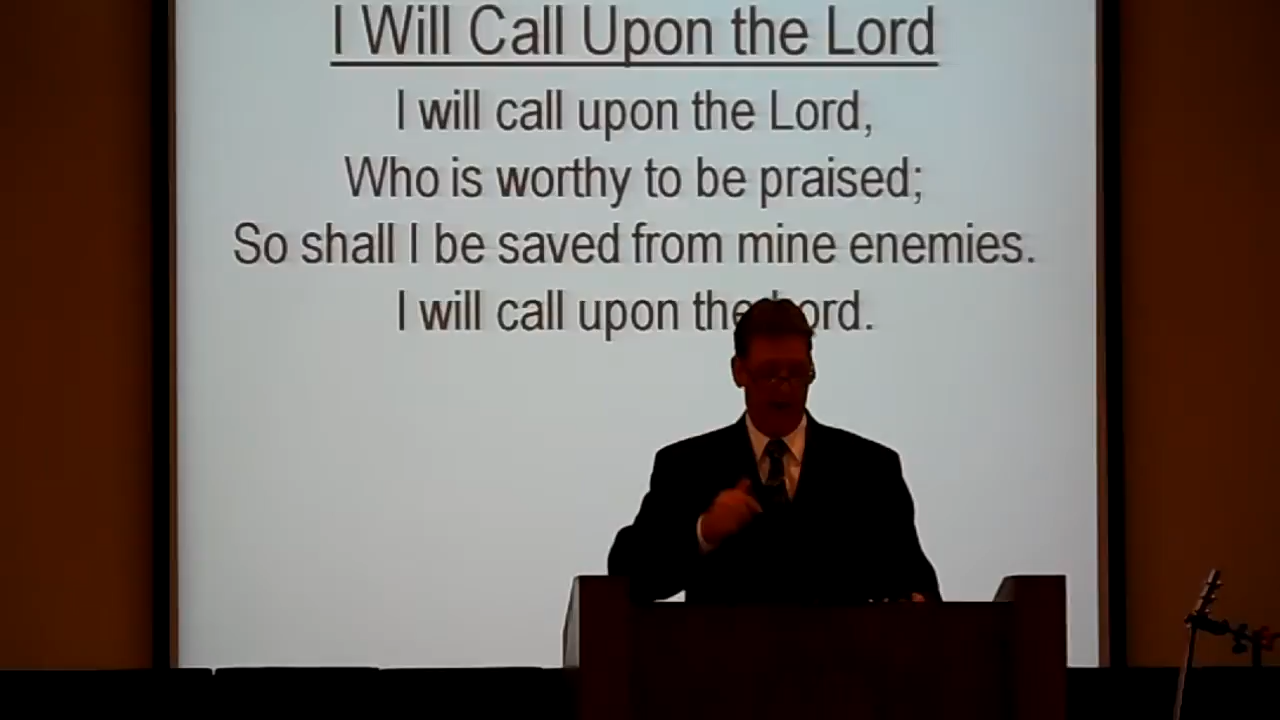 I Will Call Upon the Lord
I will call upon the Lord,
Who is worthy to be praised;
So shall I be saved from mine enemies.
I will call upon the Lord.